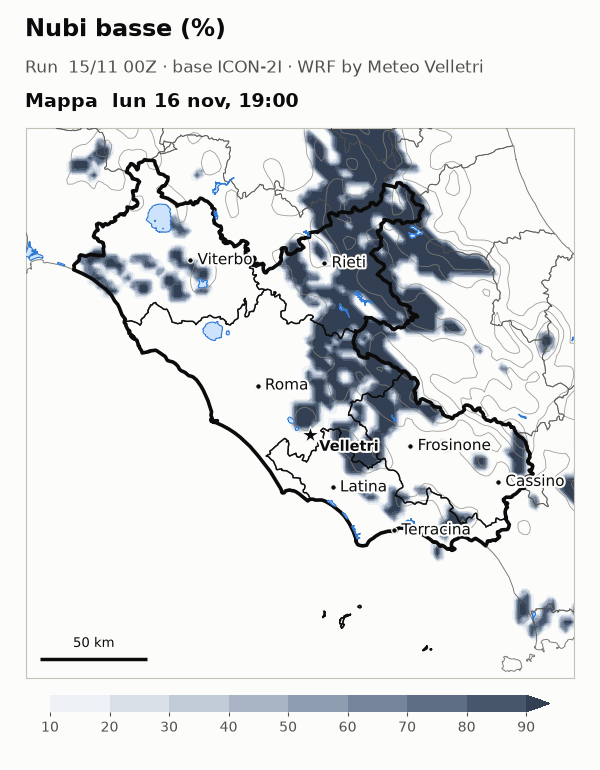 Nubi basse (%)
Run 15/11 00Z · base ICON-2I · WRF by Meteo Velletri
Mappa lun 16 nov, 19:00
Viterbo
Rieti
Roma
Velletri
Frosinone
Latina
Cassino
Terracina
50 km
10 20 30 40 50 60 70 80 90